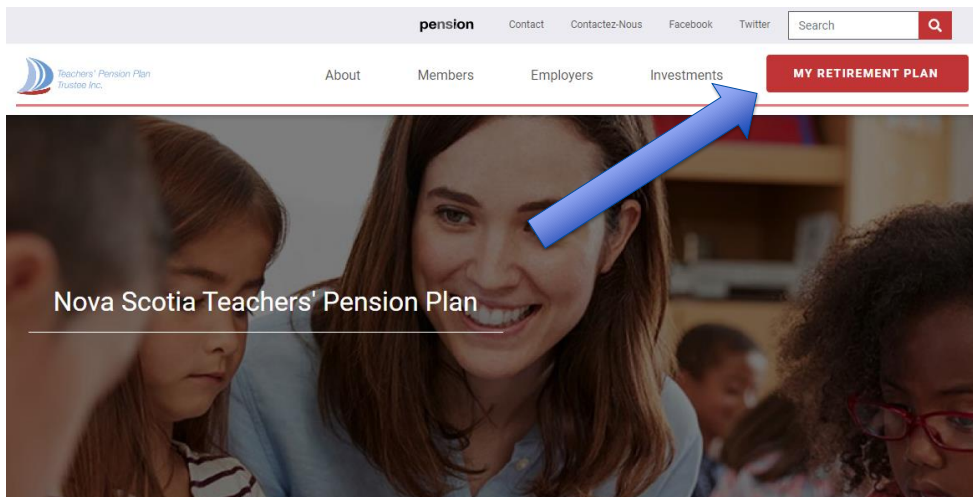 pension Contact Contactez-Nous Facebook Twitter Search
Teachers' Pension Plan
Trustee Inc.
About Members Employers Investments MY RETIREMENT PLAN
Nova Scotia Teachers' Pension Plan